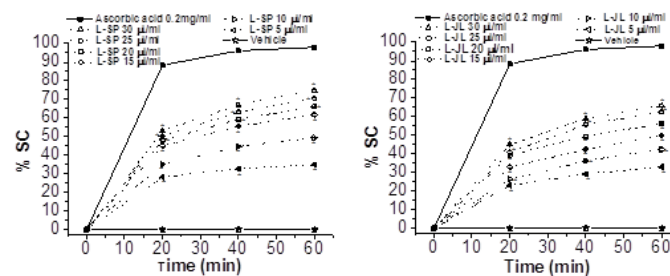 Ascorbic acid 0.2mg/ml
L-SP 30 µl/ml
L-SP 25 µl/ml
L-SP 20 µl/ml
L-SP 15 µl/ml
L-SP 10 µl/ml
L-SP 5 µl/ml
Vehicle
100
90
80
70
60
50
40
30
20
10
0
% SC
0 10 20 30 40 50 60
Time (min)
Ascorbic acid 0.2 mg/ml
L-JL 30 µl/ml
L-JL 25 µl/ml
L-JL 20 µl/ml
L-JL 15 µl/ml
L-JL 10 µl/ml
L-JL 5 µl/ml
Vehicle
100
90
80
70
60
50
40
30
20
10
0
% SC
0 10 20 30 40 50 60
Time (min)